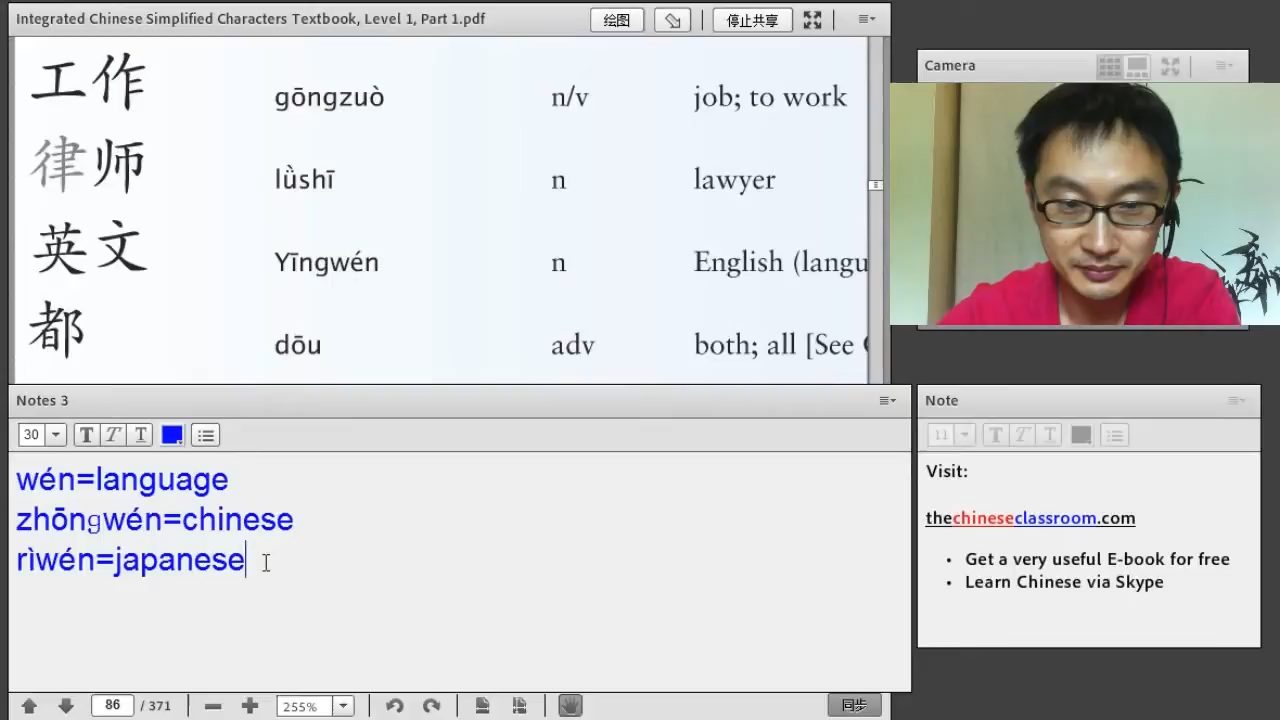 Integrated Chinese Simplified Characters Textbook, Level 1, Part 1.pdf
绘图
停止共享
工作 gōngzuò n/v job; to work
律师 lǜshī n lawyer
英文 Yīngwén n English (langu
都 dōu adv both; all [See
Camera
Notes 3
30
T T T
wén=language
zhōngwén=chinese
rìwén=japanese
Note
11
T T T
Visit:
thechineseclassroom.com
• Get a very useful E-book for free
• Learn Chinese via Skype
86 / 371
255%
同步